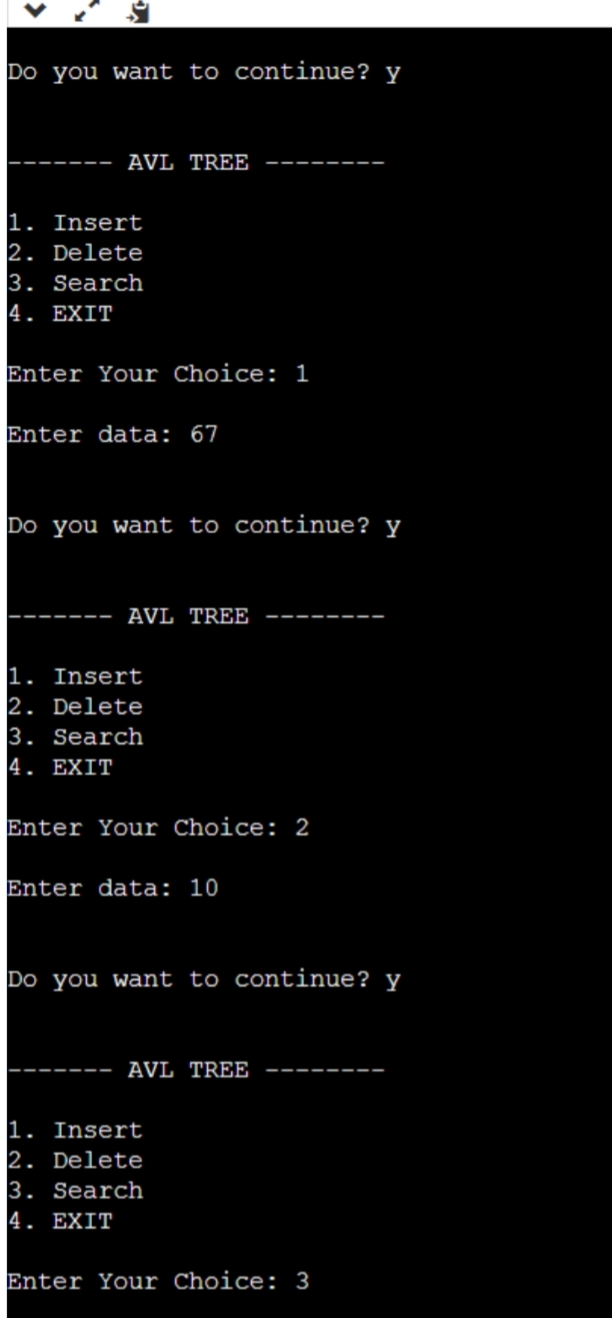 Do you want to continue? y
------- AVL TREE --------
1. Insert
2. Delete
3. Search
4. EXIT
Enter Your Choice: 1
Enter data: 67
Do you want to continue? y
------- AVL TREE --------
1. Insert
2. Delete
3. Search
4. EXIT
Enter Your Choice: 2
Enter data: 10
Do you want to continue? y
------- AVL TREE --------
1. Insert
2. Delete
3. Search
4. EXIT
Enter Your Choice: 3